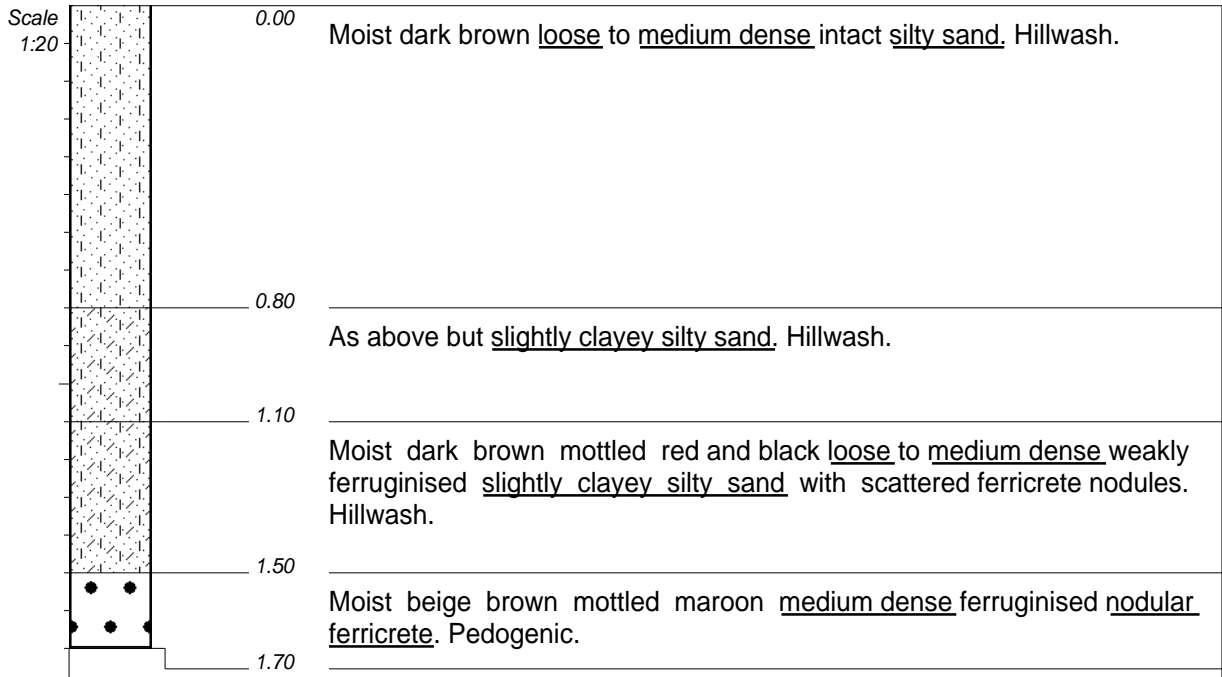 Scale
1:20
0.00
Moist dark brown loose to medium dense intact silty sand. Hillwash.
0.80
As above but slightly clayey silty sand. Hillwash.
1.10
Moist dark brown mottled red and black loose to medium dense weakly
ferruginised slightly clayey silty sand with scattered ferricrete nodules.
Hillwash.
1.50
Moist beige brown mottled maroon medium dense ferruginised nodular
ferricrete. Pedogenic.
1.70